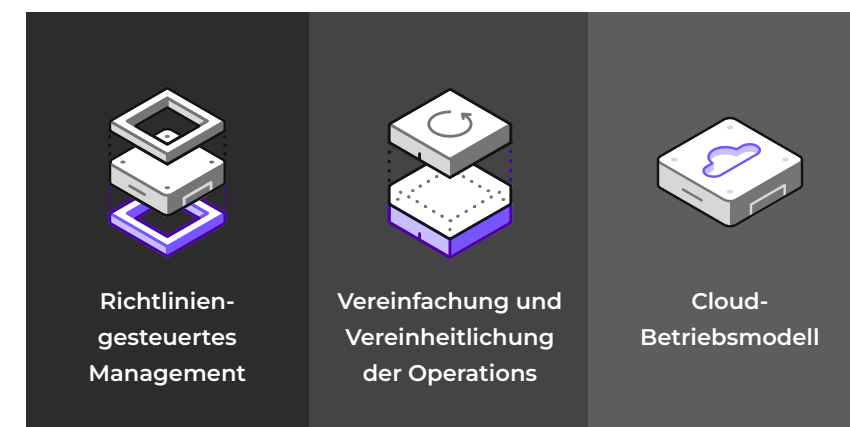 Richtlinien-
gesteuertes
Management
Vereinfachung und
Vereinheitlichung
der Operations
Cloud-
Betriebsmodell